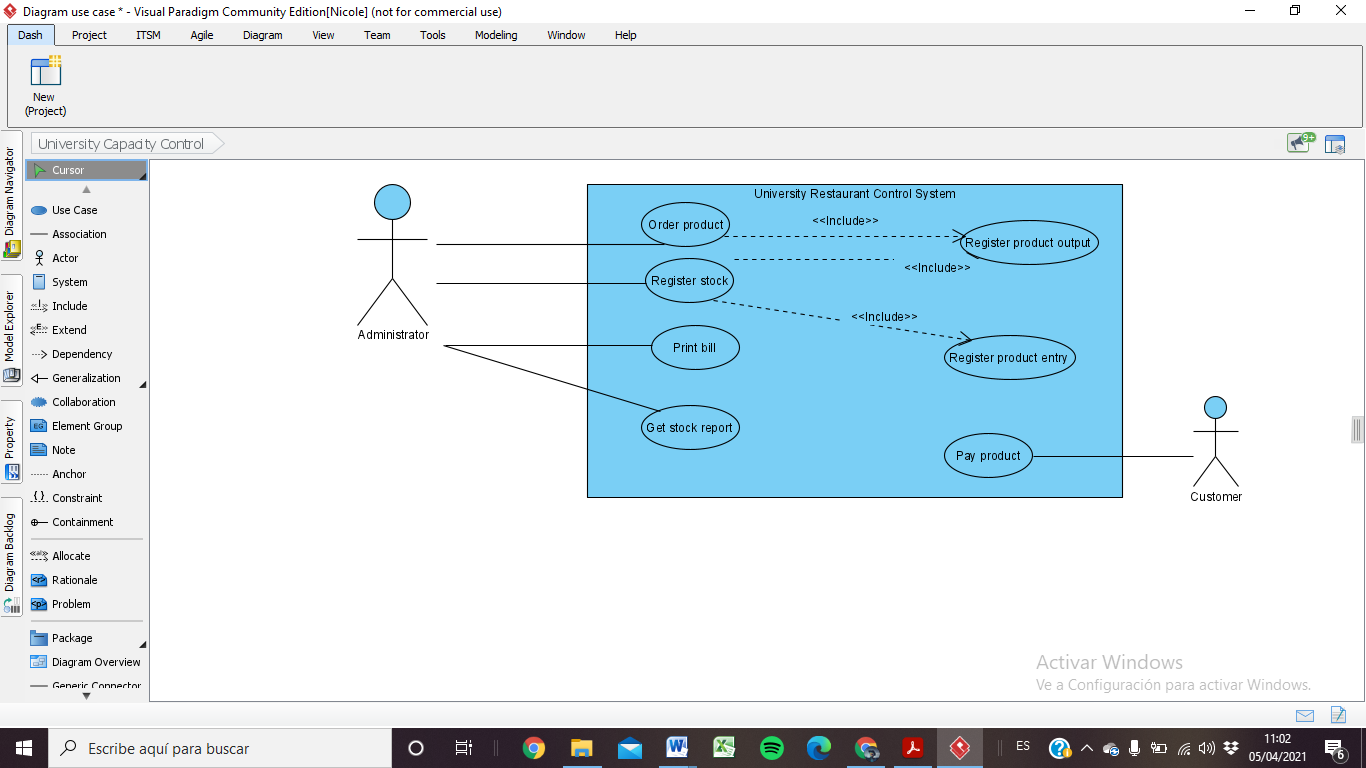 Diagram use case * - Visual Paradigm Community Edition[Nicole] (not for commercial use)
Dash Project ITSM Agile Diagram View Team Tools Modeling Window Help
New
(Project)
University Capacity Control
9+
Diagram Navigator
Model Explorer
Property
Diagram Backlog
Cursor
Use Case
Association
Actor
System
Include
Extend
Dependency
Generalization
Collaboration
Element Group
Note
Anchor
Constraint
Containment
Allocate
Rationale
Problem
Package
Diagram Overview
Generic Connector
University Restaurant Control System
Order product
<<Include>>
Register product output
<<Include>>
Register stock
<<Include>>
Administrator
Print bill
Register product entry
Get stock report
Pay product
Customer
Activar Windows
Ve a Configuración para activar Windows.
Escribe aquí para buscar
ES
11:02
05/04/2021
6